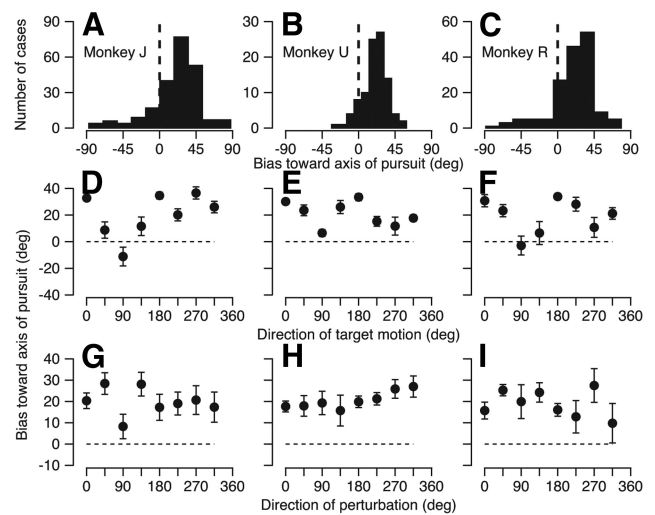 A B C
Number of cases
90 60 30 0
30 20 10 0
60 40 20 0
Monkey J Monkey U Monkey R
-90 -45 0 45 90 -90 -45 0 45 90 -90 -45 0 45 90
Bias toward axis of pursuit (deg)
D E F
Bias toward axis of pursuit (deg)
40 20 0 -20 -40
0 90 180 270 360 0 90 180 270 360 0 90 180 270 360
Direction of target motion (deg)
G H I
40 30 20 10 0 -10
0 90 180 270 360 0 90 180 270 360 0 90 180 270 360
Direction of perturbation (deg)